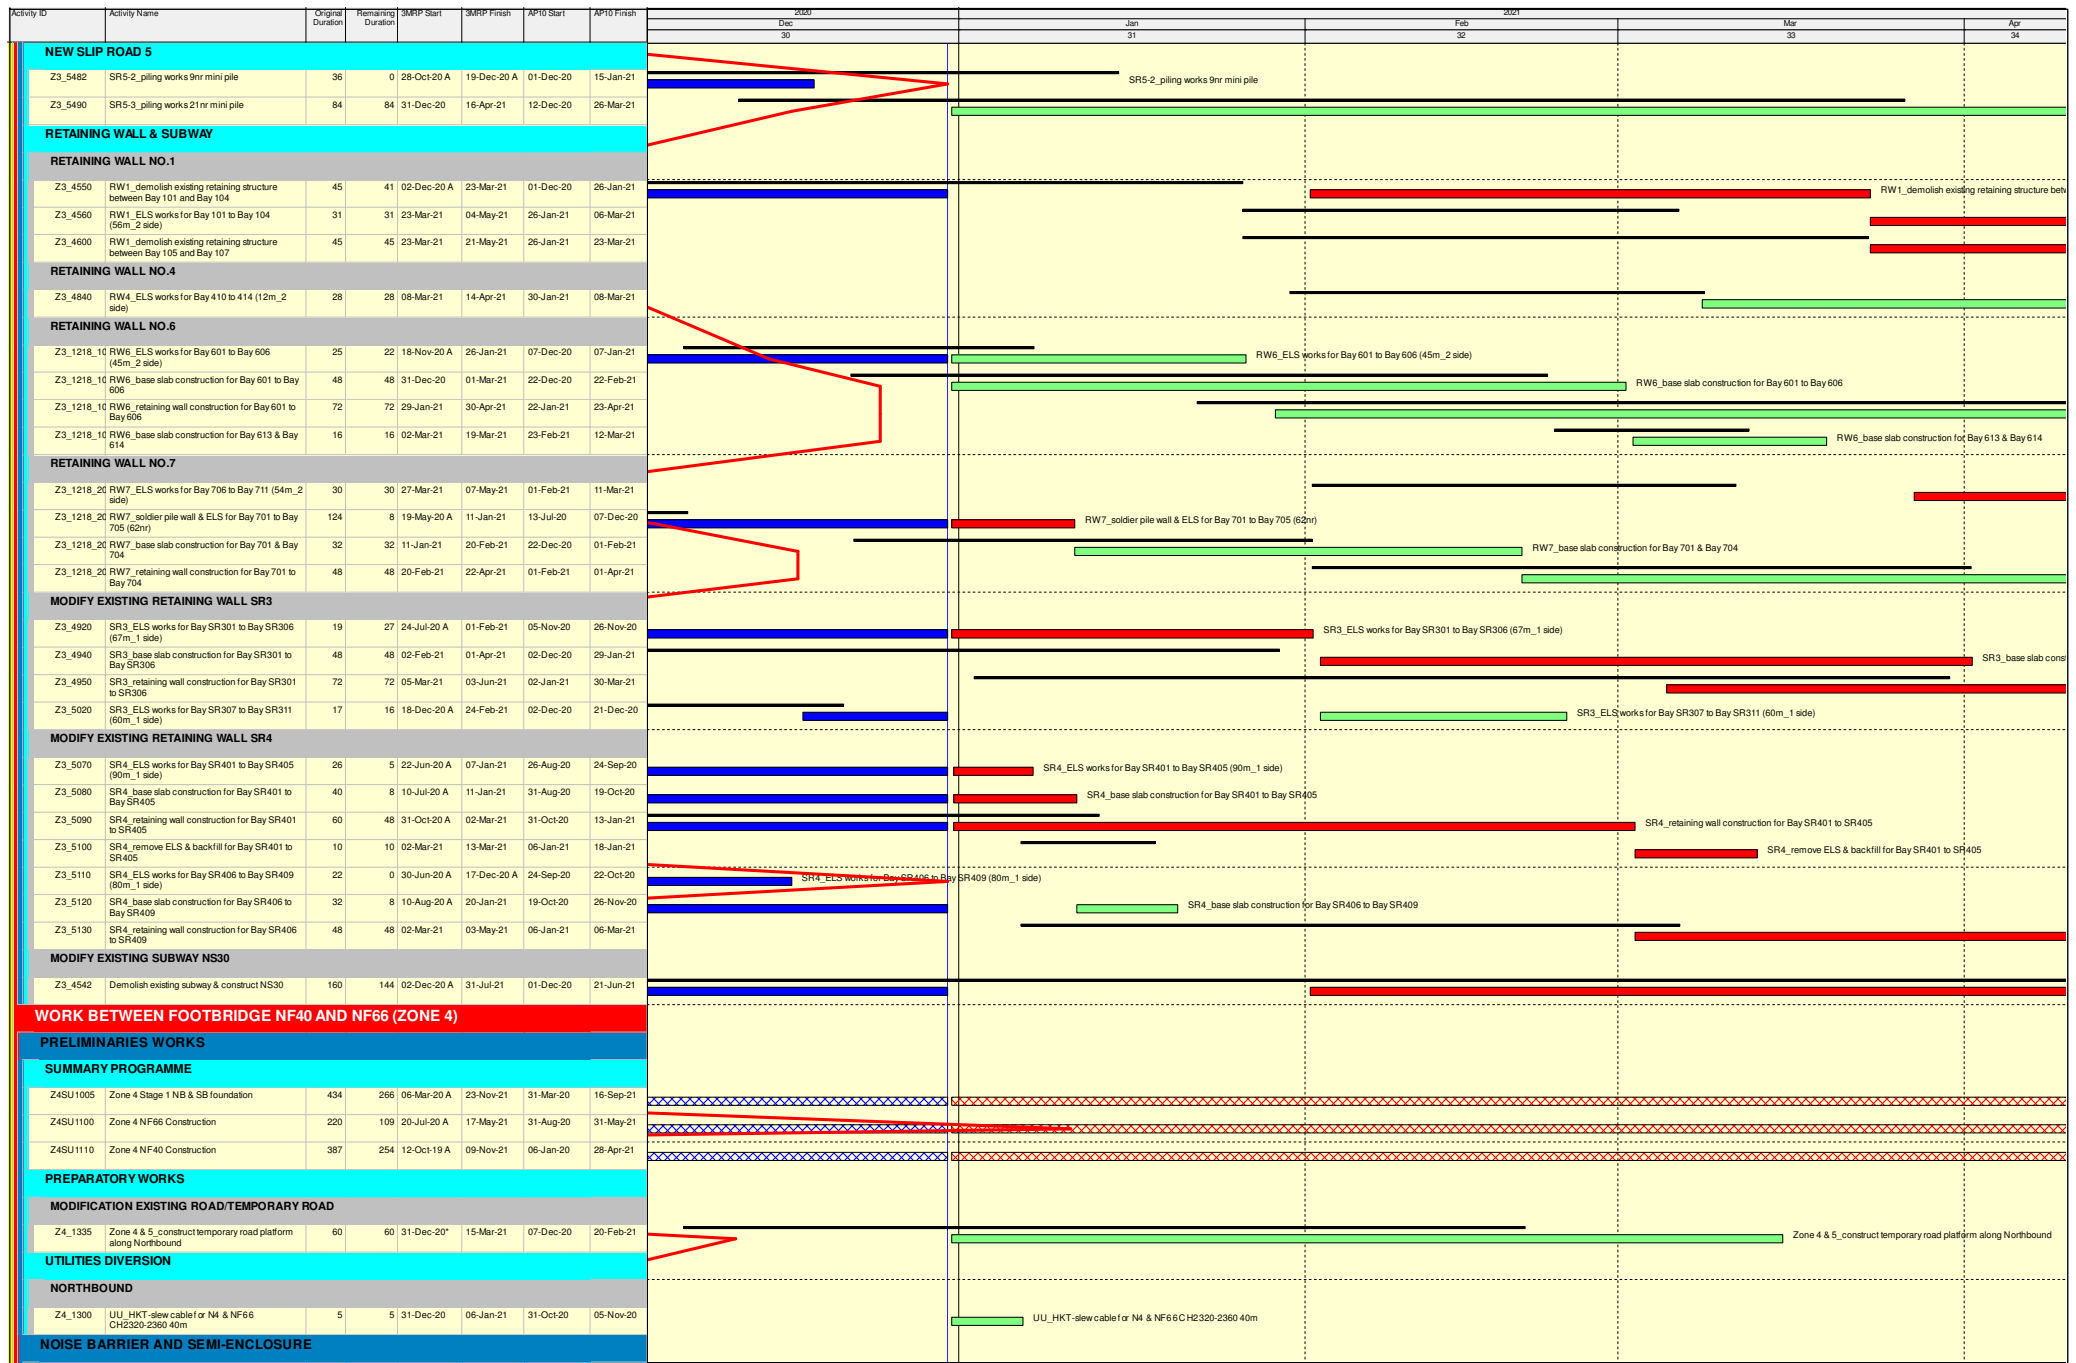 Activity ID Activity Name Original Duration Remaining Duration 3MRP Start 3MRP Finish AP10 Start AP10 Finish 2020 2021
Dec Jan Feb Mar Apr
30 31 32 33 34
NEW SLIP ROAD 5
Z3_5482 SR5-2_piling works 9nr mini pile 36 0 28-Oct-20 A 19-Dec-20 A 01-Dec-20 15-Jan-21 SR5-2_piling works 9nr mini pile
Z3_5490 SR5-3_piling works 21nr mini pile 84 84 31-Dec-20 16-Apr-21 12-Dec-20 26-Mar-21
RETAINING WALL & SUBWAY
RETAINING WALL NO.1
Z3_4550 RW1_demolish existing retaining structure 45 41 02-Dec-20 A 23-Mar-21 01-Dec-20 26-Jan-21 RW1_demolish existing retaining structure betw
between Bay 101 and Bay 104
Z3_4560 RW1_ELS works for Bay 101 to Bay 104 31 31 23-Mar-21 04-May-21 26-Jan-21 06-Mar-21
(56m_2 side)
Z3_4600 RW1_demolish existing retaining structure 45 45 23-Mar-21 21-May-21 26-Jan-21 23-Mar-21
between Bay 105 and Bay 107
RETAINING WALL NO.4
Z3_4840 RW4_ELS works for Bay 410 to 414 (12m_2 28 28 08-Mar-21 14-Apr-21 30-Jan-21 08-Mar-21
side)
RETAINING WALL NO.6
Z3_1218_10 RW6_ELS works for Bay 601 to Bay 606 25 22 18-Nov-20 A 26-Jan-21 07-Dec-20 07-Jan-21 RW6_ELS works for Bay 601 to Bay 606 (45m_2 side)
(45m_2 side)
Z3_1218_10 RW6_base slab construction for Bay 601 to Bay 48 48 31-Dec-20 01-Mar-21 22-Dec-20 22-Feb-21 RW6_base slab construction for Bay 601 to Bay 606
606
Z3_1218_10 RW6_retaining wall construction for Bay 601 to 72 72 29-Jan-21 30-Apr-21 22-Jan-21 23-Apr-21
Bay 606
Z3_1218_10 RW6_base slab construction for Bay 613 & Bay 16 16 02-Mar-21 19-Mar-21 23-Feb-21 12-Mar-21 RW6_base slab construction for Bay 613 & Bay 614
614
RETAINING WALL NO.7
Z3_1218_20 RW7_ELS works for Bay 706 to Bay 711 (54m_2 30 30 27-Mar-21 07-May-21 01-Feb-21 11-Mar-21
side)
Z3_1218_20 RW7_soldier pile wall & ELS for Bay 701 to Bay 124 8 19-May-20 A 11-Jan-21 13-Jul-20 07-Dec-20 RW7_soldier pile wall & ELS for Bay 701 to Bay 705 (62nr)
705 (62nr)
Z3_1218_20 RW7_base slab construction for Bay 701 & Bay 32 32 11-Jan-21 20-Feb-21 22-Dec-20 01-Feb-21 RW7_base slab construction for Bay 701 & Bay 704
704
Z3_1218_20 RW7_retaining wall construction for Bay 701 to 48 48 20-Feb-21 22-Apr-21 01-Feb-21 01-Apr-21
Bay 704
MODIFY EXISTING RETAINING WALL SR3
Z3_4920 SR3_ELS works for Bay SR301 to Bay SR306 19 27 24-Jul-20 A 01-Feb-21 05-Nov-20 26-Nov-20 SR3_ELS works for Bay SR301 to Bay SR306 (67m_1 side)
(67m_1 side)
Z3_4940 SR3_base slab construction for Bay SR301 to 48 48 02-Feb-21 01-Apr-21 02-Dec-20 29-Jan-21 SR3_base slab const
Bay SR306
Z3_4950 SR3_retaining wall construction for Bay SR301 72 72 05-Mar-21 03-Jun-21 02-Jan-21 30-Mar-21
to SR306
Z3_5020 SR3_ELS works for Bay SR307 to Bay SR311 17 16 18-Dec-20 A 24-Feb-21 02-Dec-20 21-Dec-20 SR3_ELS works for Bay SR307 to Bay SR311 (60m_1 side)
(60m_1 side)
MODIFY EXISTING RETAINING WALL SR4
Z3_5070 SR4_ELS works for Bay SR401 to Bay SR405 26 5 22-Jun-20 A 07-Jan-21 26-Aug-20 24-Sep-20 SR4_ELS works for Bay SR401 to Bay SR405 (90m_1 side)
(90m_1 side)
Z3_5080 SR4_base slab construction for Bay SR401 to 40 8 10-Jul-20 A 11-Jan-21 31-Aug-20 19-Oct-20 SR4_base slab construction for Bay SR401 to Bay SR405
Bay SR405
Z3_5090 SR4_retaining wall construction for Bay SR401 60 48 31-Oct-20 A 02-Mar-21 31-Oct-20 13-Jan-21 SR4_retaining wall construction for Bay SR401 to SR405
to SR405
Z3_5100 SR4_remove ELS & backfill for Bay SR401 to 10 10 02-Mar-21 13-Mar-21 06-Jan-21 18-Jan-21 SR4_remove ELS & backfill for Bay SR401 to SR405
SR405
Z3_5110 SR4_ELS works for Bay SR406 to Bay SR409 22 0 30-Jun-20 A 17-Dec-20 A 24-Sep-20 22-Oct-20 SR4_ELS works for Bay SR406 to Bay SR409 (80m_1 side)
(80m_1 side)
Z3_5120 SR4_base slab construction for Bay SR406 to 32 8 10-Aug-20 A 20-Jan-21 19-Oct-20 26-Nov-20 SR4_base slab construction for Bay SR406 to Bay SR409
Bay SR409
Z3_5130 SR4_retaining wall construction for Bay SR406 48 48 02-Mar-21 03-May-21 06-Jan-21 06-Mar-21
to SR409
MODIFY EXISTING SUBWAY NS30
Z3_4542 Demolish existing subway & construct NS30 160 144 02-Dec-20 A 31-Jul-21 01-Dec-20 21-Jun-21
WORK BETWEEN FOOTBRIDGE NF40 AND NF66 (ZONE 4)
PRELIMINARIES WORKS
SUMMARY PROGRAMME
Z4SU1005 Zone 4 Stage 1 NB & SB foundation 434 266 06-Mar-20 A 23-Nov-21 31-Mar-20 16-Sep-21
Z4SU1100 Zone 4 NF66 Construction 220 109 20-Jul-20 A 17-May-21 31-Aug-20 31-May-21
Z4SU1110 Zone 4 NF40 Construction 387 254 12-Oct-19 A 09-Nov-21 06-Jan-20 28-Apr-21
PREPARATORY WORKS
MODIFICATION EXISTING ROAD/TEMPORARY ROAD
Z4_1335 Zone 4 & 5_construct temporary road platform 60 60 31-Dec-20* 15-Mar-21 07-Dec-20 20-Feb-21 Zone 4 & 5_construct temporary road platform along Northbound
along Northbound
UTILITIES DIVERSION
NORTHBOUND
Z4_1300 UU_HKT-slew cable for N4 & NF66 5 5 31-Dec-20 06-Jan-21 31-Oct-20 05-Nov-20 UU_HKT-slew cable for N4 & NF66 CH2320-2360 40m
CH2320-2360 40m
NOISE BARRIER AND SEMI-ENCLOSURE